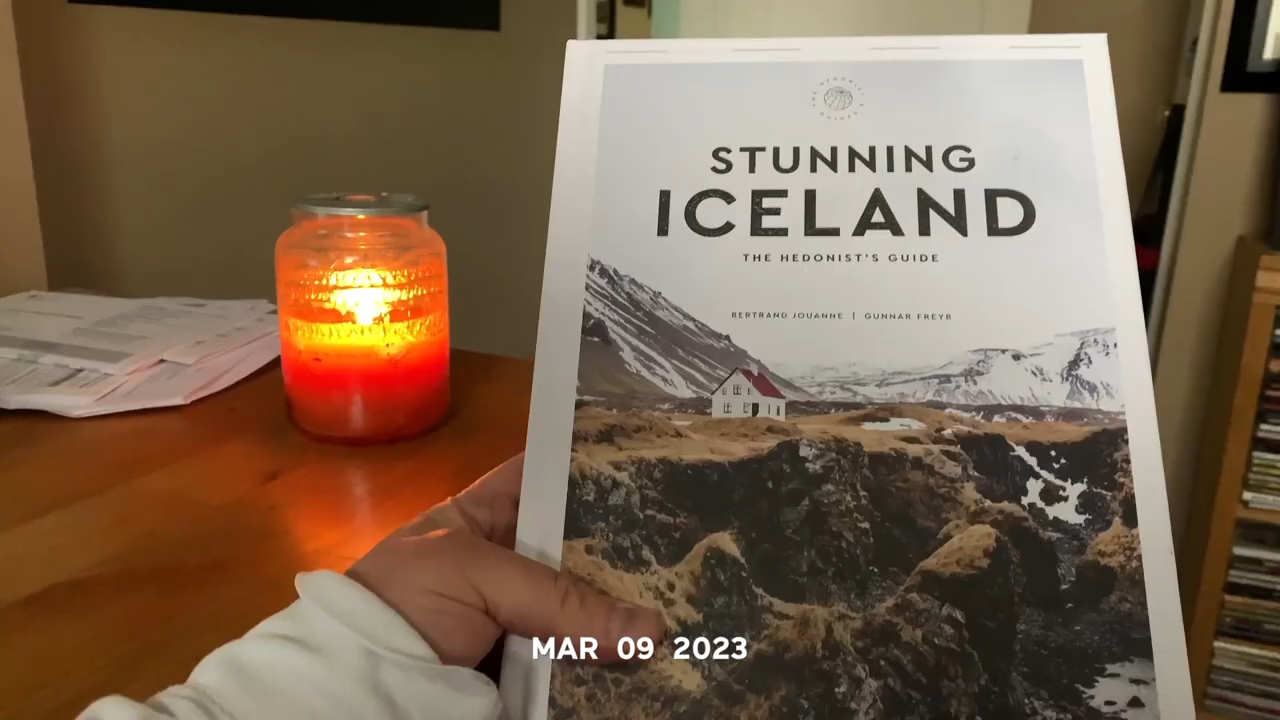 STUNNING
ICELAND
THE HEDONIST'S GUIDE
BERTRAND JOUANNE | GUNNAR FREYR
MAR 09 2023